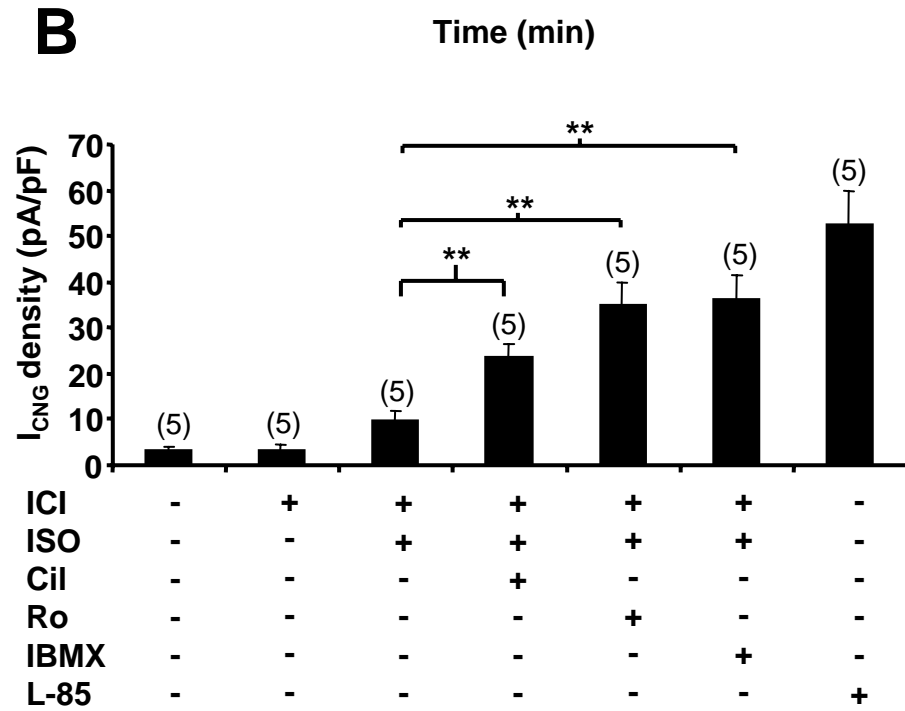 B
Time (min)
I_CNG density (pA/pF)
70
60
50
40
30
20
10
0
(5)
(5)
(5)
(5)
(5)
(5)
(5)
**
**
**
ICI - + + + + + -
ISO - - + + + + -
Cil - - - + - - -
Ro - - - - + - -
IBMX - - - - - + -
L-85 - - - - - - +